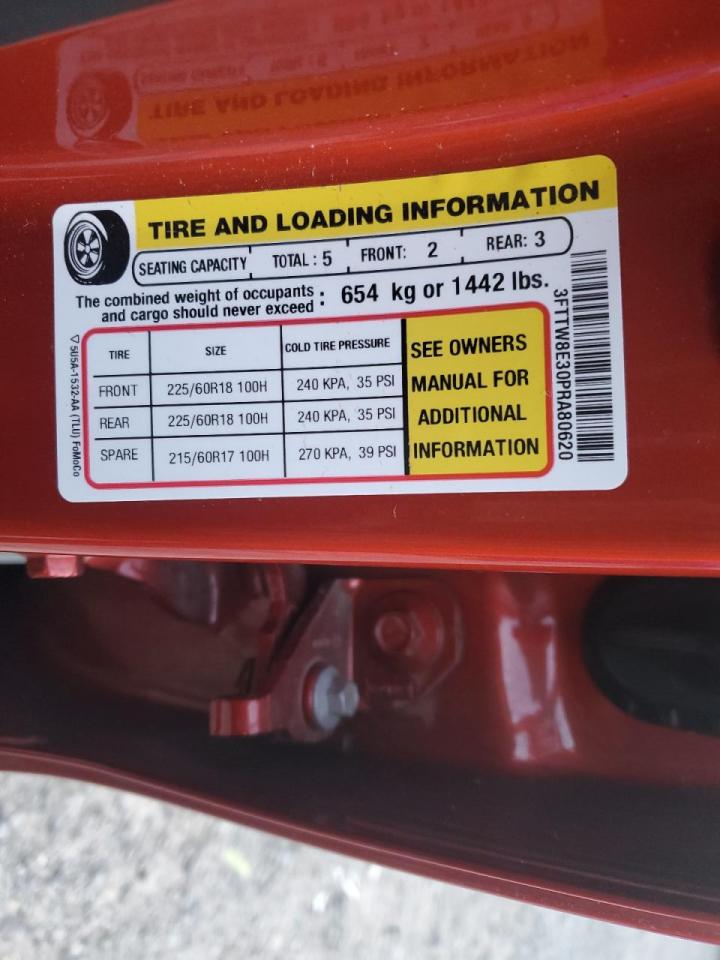 TIRE AND LOADING INFORMATION
SEATING CAPACITY TOTAL : 5 FRONT: 2 REAR: 3
The combined weight of occupants
and cargo should never exceed : 654 kg or 1442 lbs.
TIRE SIZE COLD TIRE PRESSURE
FRONT 225/60R18 100H 240 KPA, 35 PSI
REAR 225/60R18 100H 240 KPA, 35 PSI
SPARE 215/60R17 100H 270 KPA, 39 PSI
SEE OWNERS
MANUAL FOR
ADDITIONAL
INFORMATION
3FTTW8E30PRA80620
5U5A-1532-AA (TLU) FoMoCo